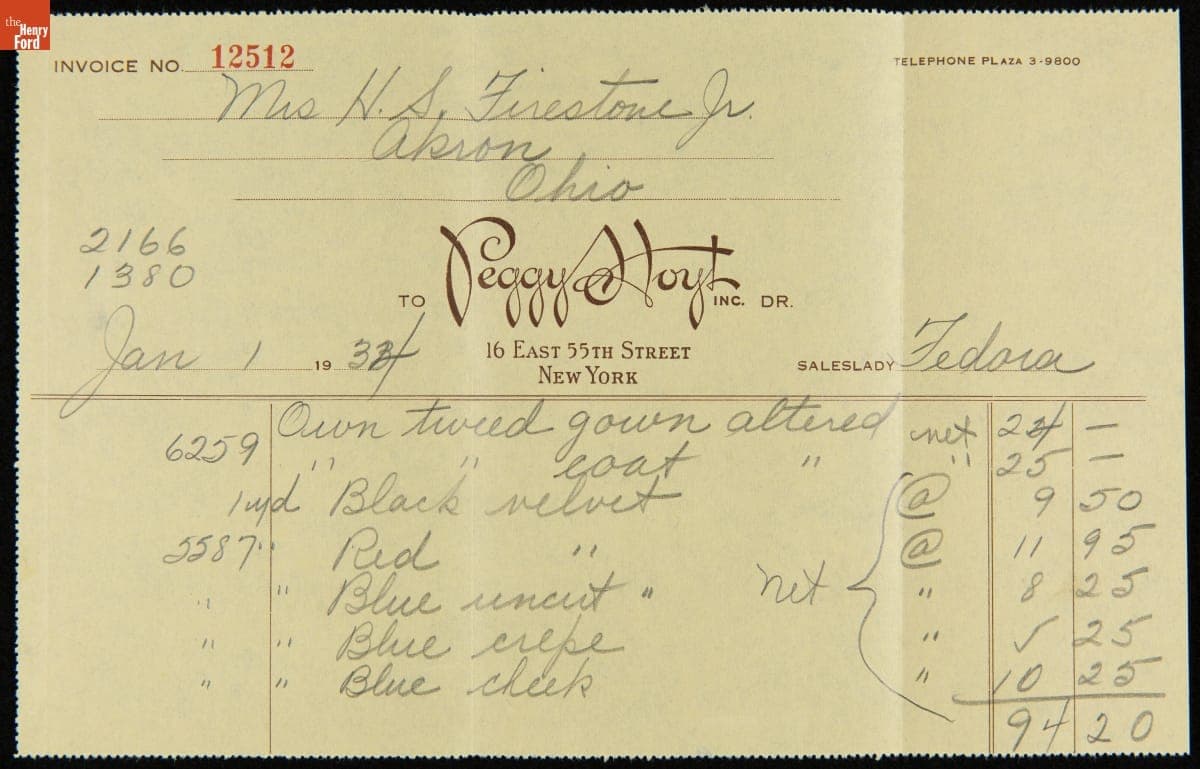 the Henry Ford
INVOICE NO. 12512
TELEPHONE PLAZA 3-9800
Mrs H. S. Firestone Jr.
Akron
Ohio
2166
1380
TO Peggy Hoyt INC. DR.
Jan 1 1934
16 EAST 55TH STREET
NEW YORK
SALESLADY Fedora
6259 Own tweed gown altered net 24 —
" " coat " " 25 —
1 yd Black velvet @ 9 50
5587 " Red " @ 11 95
" " Blue uncut " net " 8 25
" " Blue crepe " 5 25
" " Blue check " 10 25
94 20